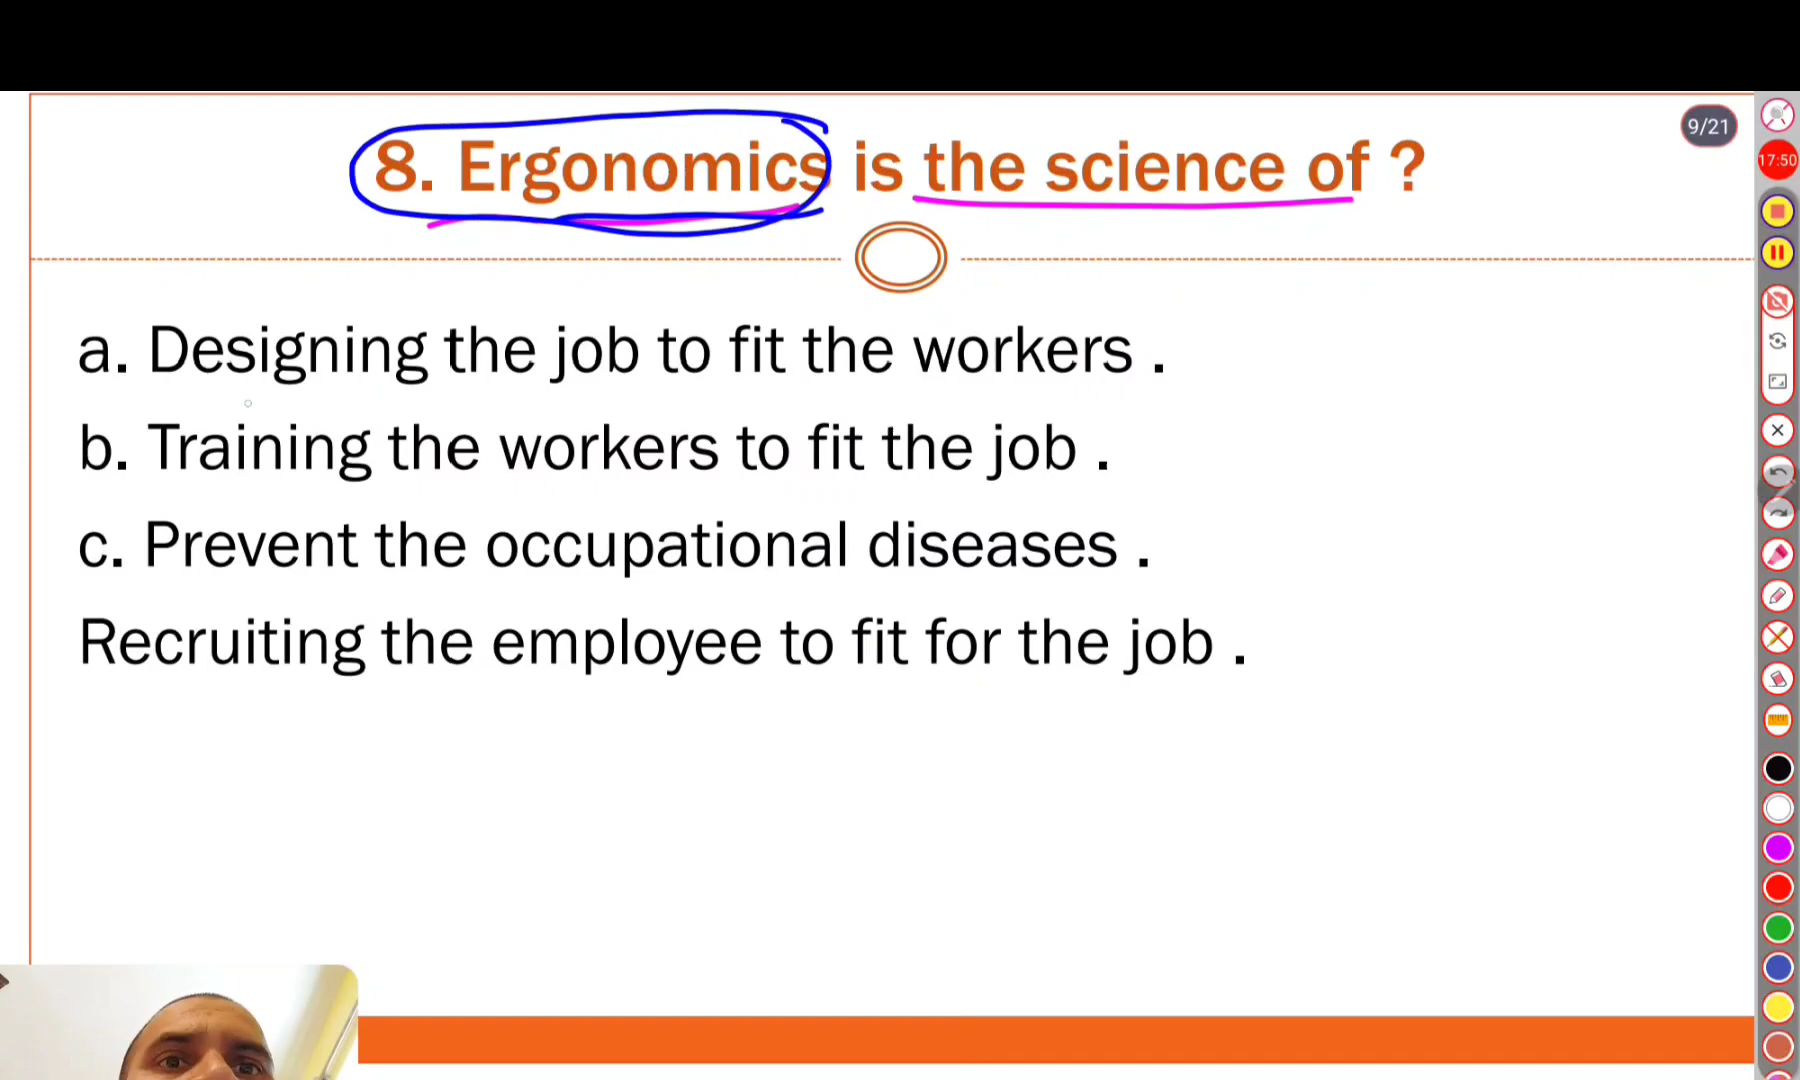 8. Ergonomics is the science of ?
9/21
17:50
a. Designing the job to fit the workers .
b. Training the workers to fit the job .
c. Prevent the occupational diseases .
Recruiting the employee to fit for the job .